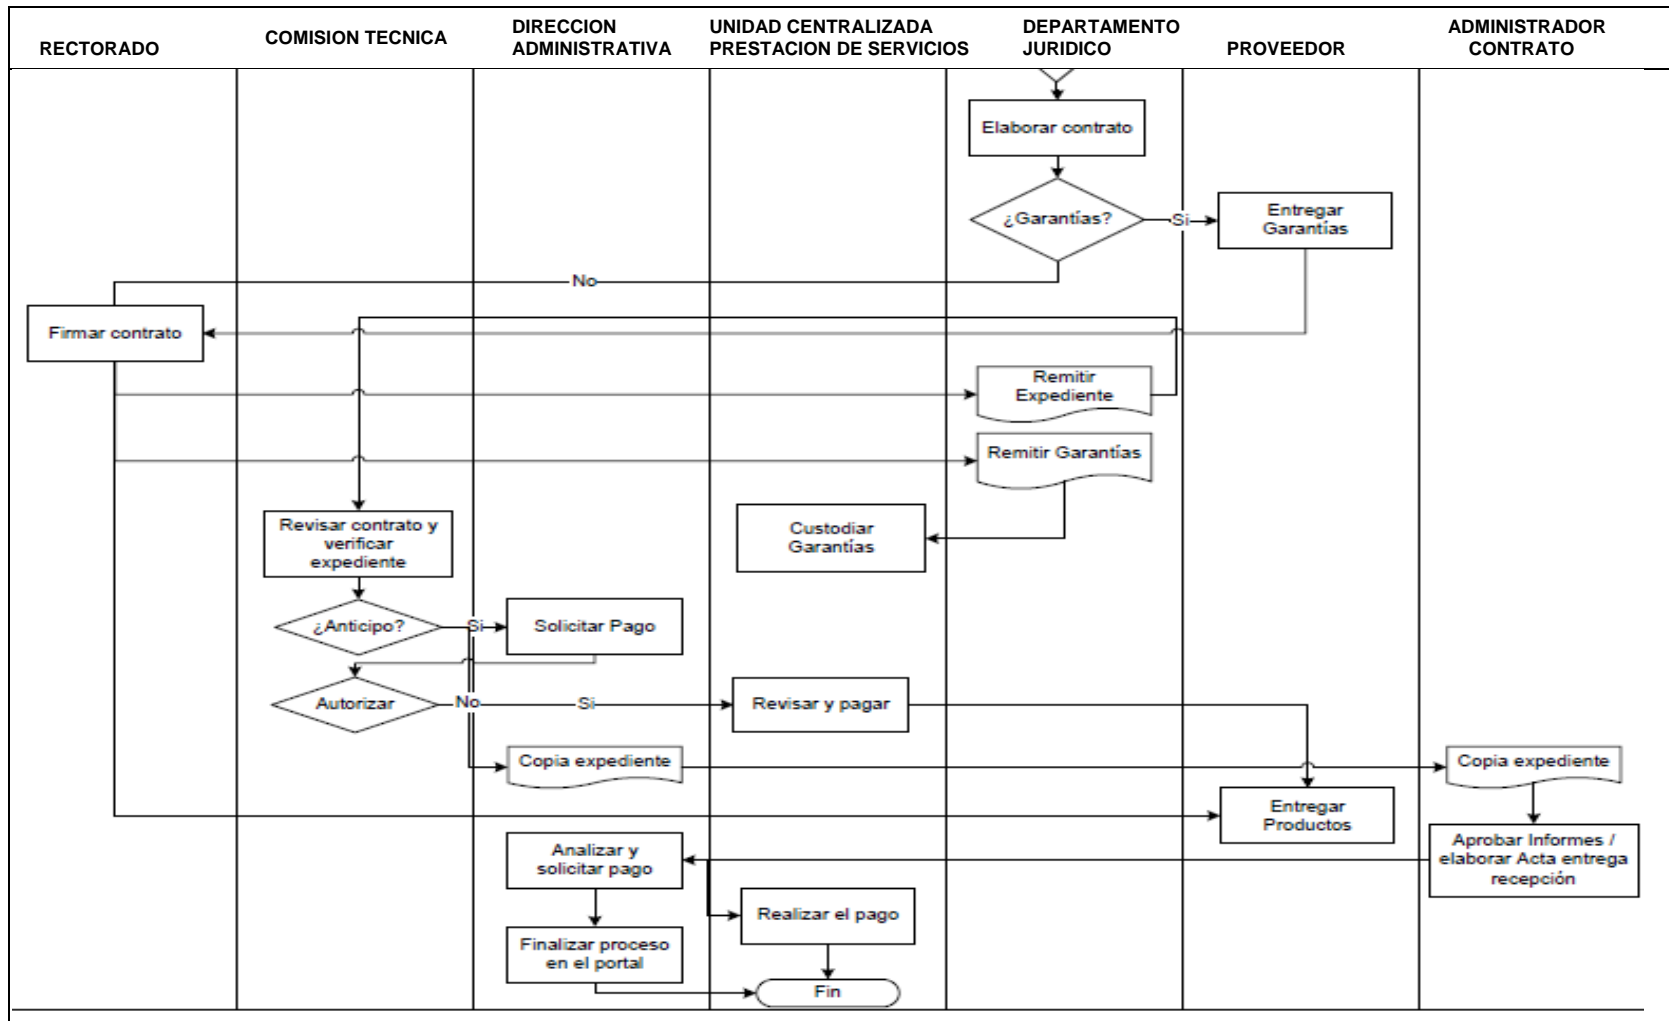 RECTORADO
COMISION TECNICA
DIRECCION
ADMINISTRATIVA
UNIDAD CENTRALIZADA
PRESTACION DE SERVICIOS
DEPARTAMENTO
JURIDICO
PROVEEDOR
ADMINISTRADOR
CONTRATO
Elaborar contrato
¿Garantías?
Si
Entregar
Garantías
No
Firmar contrato
Remitir
Expediente
Remitir Garantías
Revisar contrato y
verificar
expediente
Custodiar
Garantías
¿Anticipo?
Si
Solicitar Pago
Autorizar
No
Si
Revisar y pagar
Copia expediente
Copia expediente
Entregar
Productos
Analizar y
solicitar pago
Aprobar Informes /
elaborar Acta entrega
recepción
Realizar el pago
Finalizar proceso
en el portal
Fin